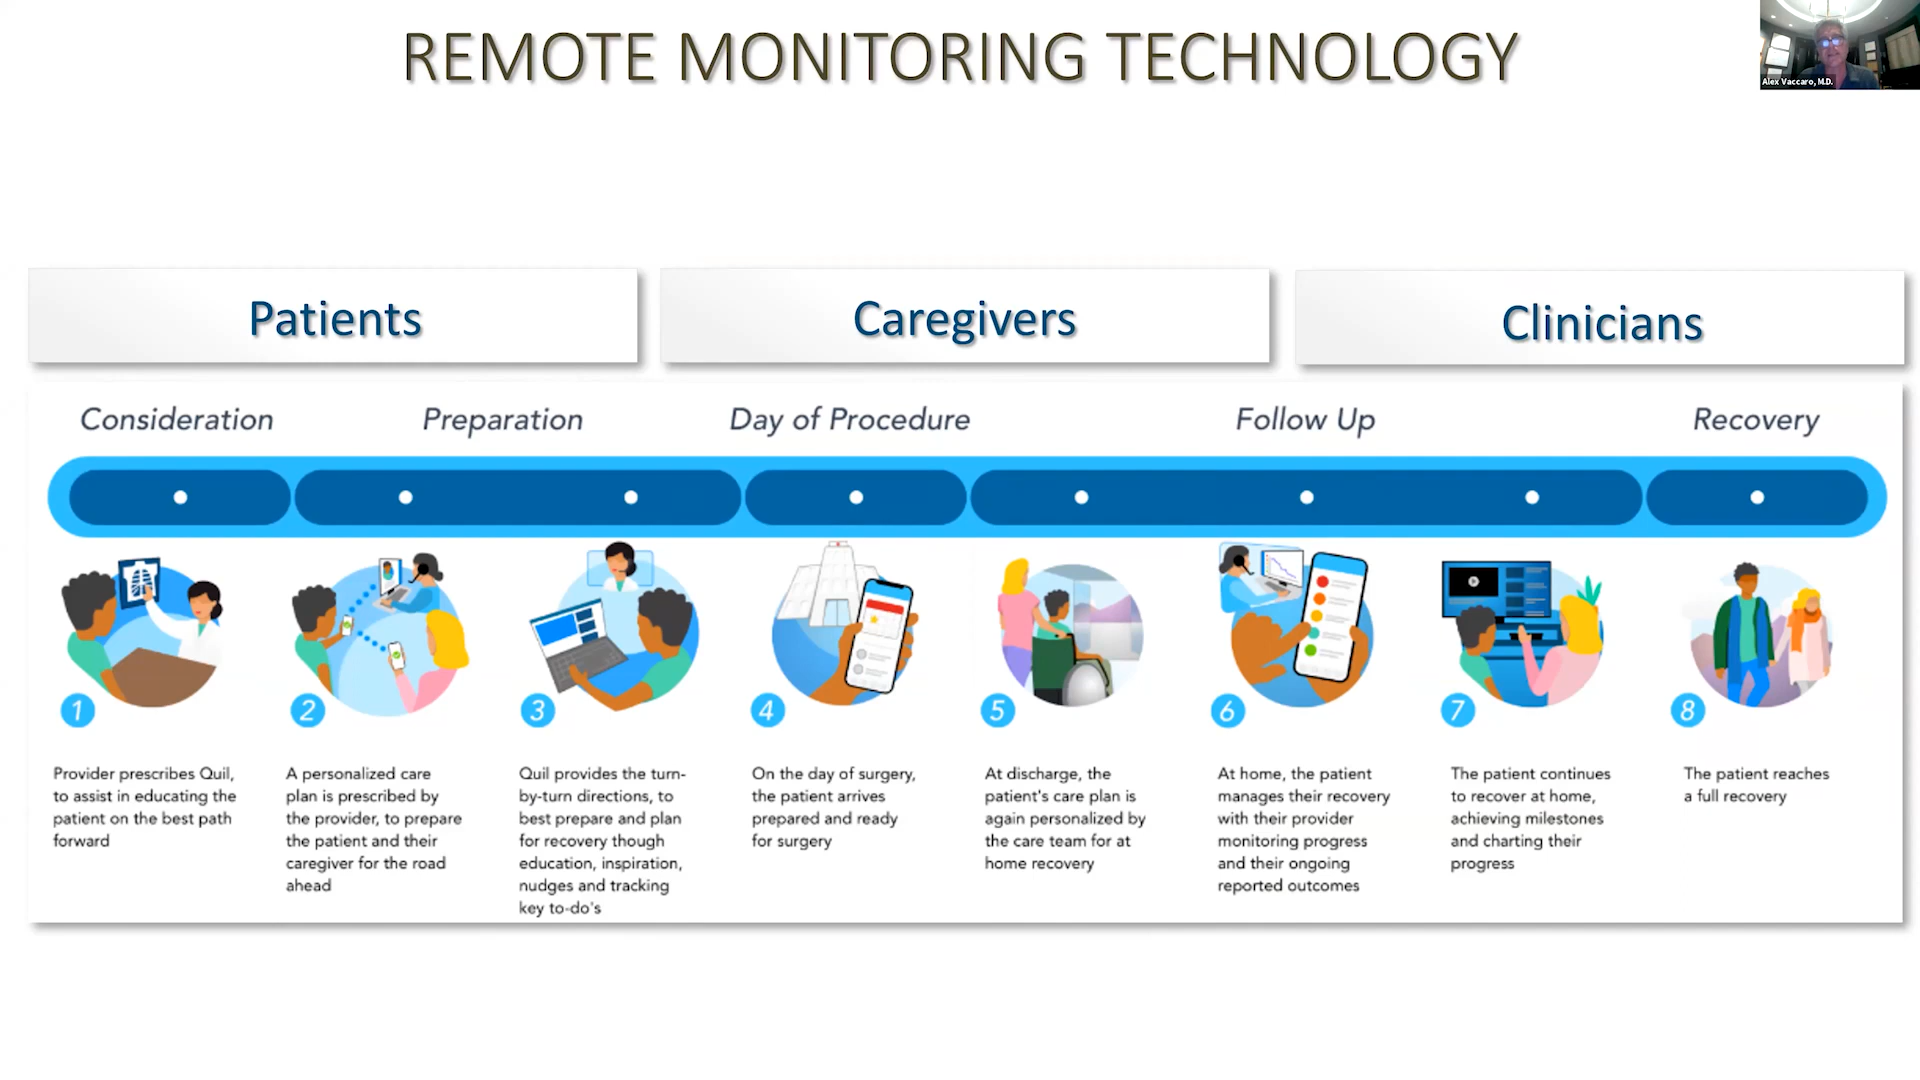 REMOTE MONITORING TECHNOLOGY
Alex Vaccaro, M.D.
Patients
Caregivers
Clinicians
Consideration
Preparation
Day of Procedure
Follow Up
Recovery
1
Provider prescribes Quil,
to assist in educating the
patient on the best path
forward
2
A personalized care
plan is prescribed by
the provider, to prepare
the patient and their
caregiver for the road
ahead
3
Quil provides the turn-
by-turn directions, to
best prepare and plan
for recovery though
education, inspiration,
nudges and tracking
key to-do's
4
On the day of surgery,
the patient arrives
prepared and ready
for surgery
5
At discharge, the
patient's care plan is
again personalized by
the care team for at
home recovery
6
At home, the patient
manages their recovery
with their provider
monitoring progress
and their ongoing
reported outcomes
7
The patient continues
to recover at home,
achieving milestones
and charting their
progress
8
The patient reaches
a full recovery